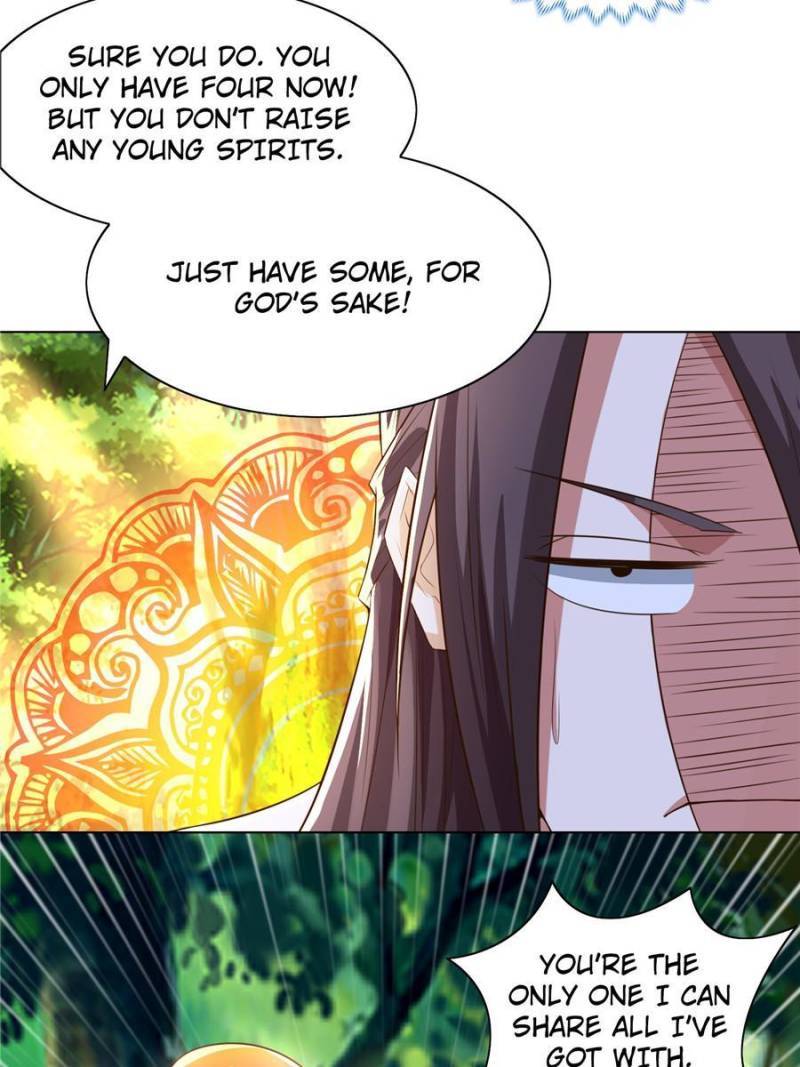 SURE YOU DO. YOU
ONLY HAVE FOUR NOW!
BUT YOU DON'T RAISE
ANY YOUNG SPIRITS.
JUST HAVE SOME, FOR
GOD'S SAKE!
YOU'RE THE
ONLY ONE I CAN
SHARE ALL I'VE
GOT WITH.